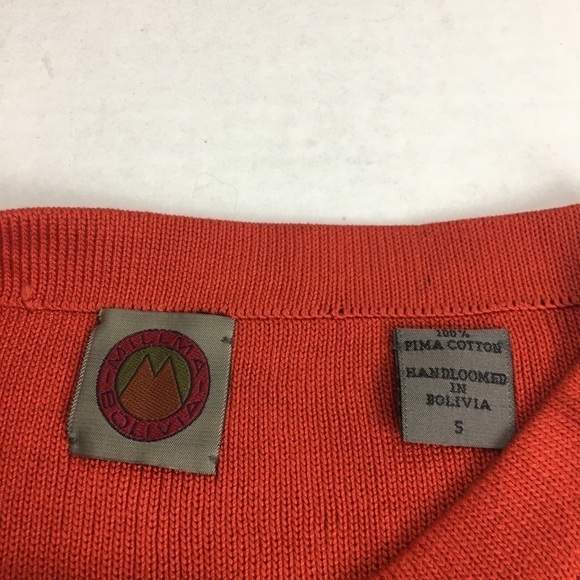 MILLMA
BOLIVIA
100%
PIMA COTTON
HANDLOOMED
IN
BOLIVIA
S